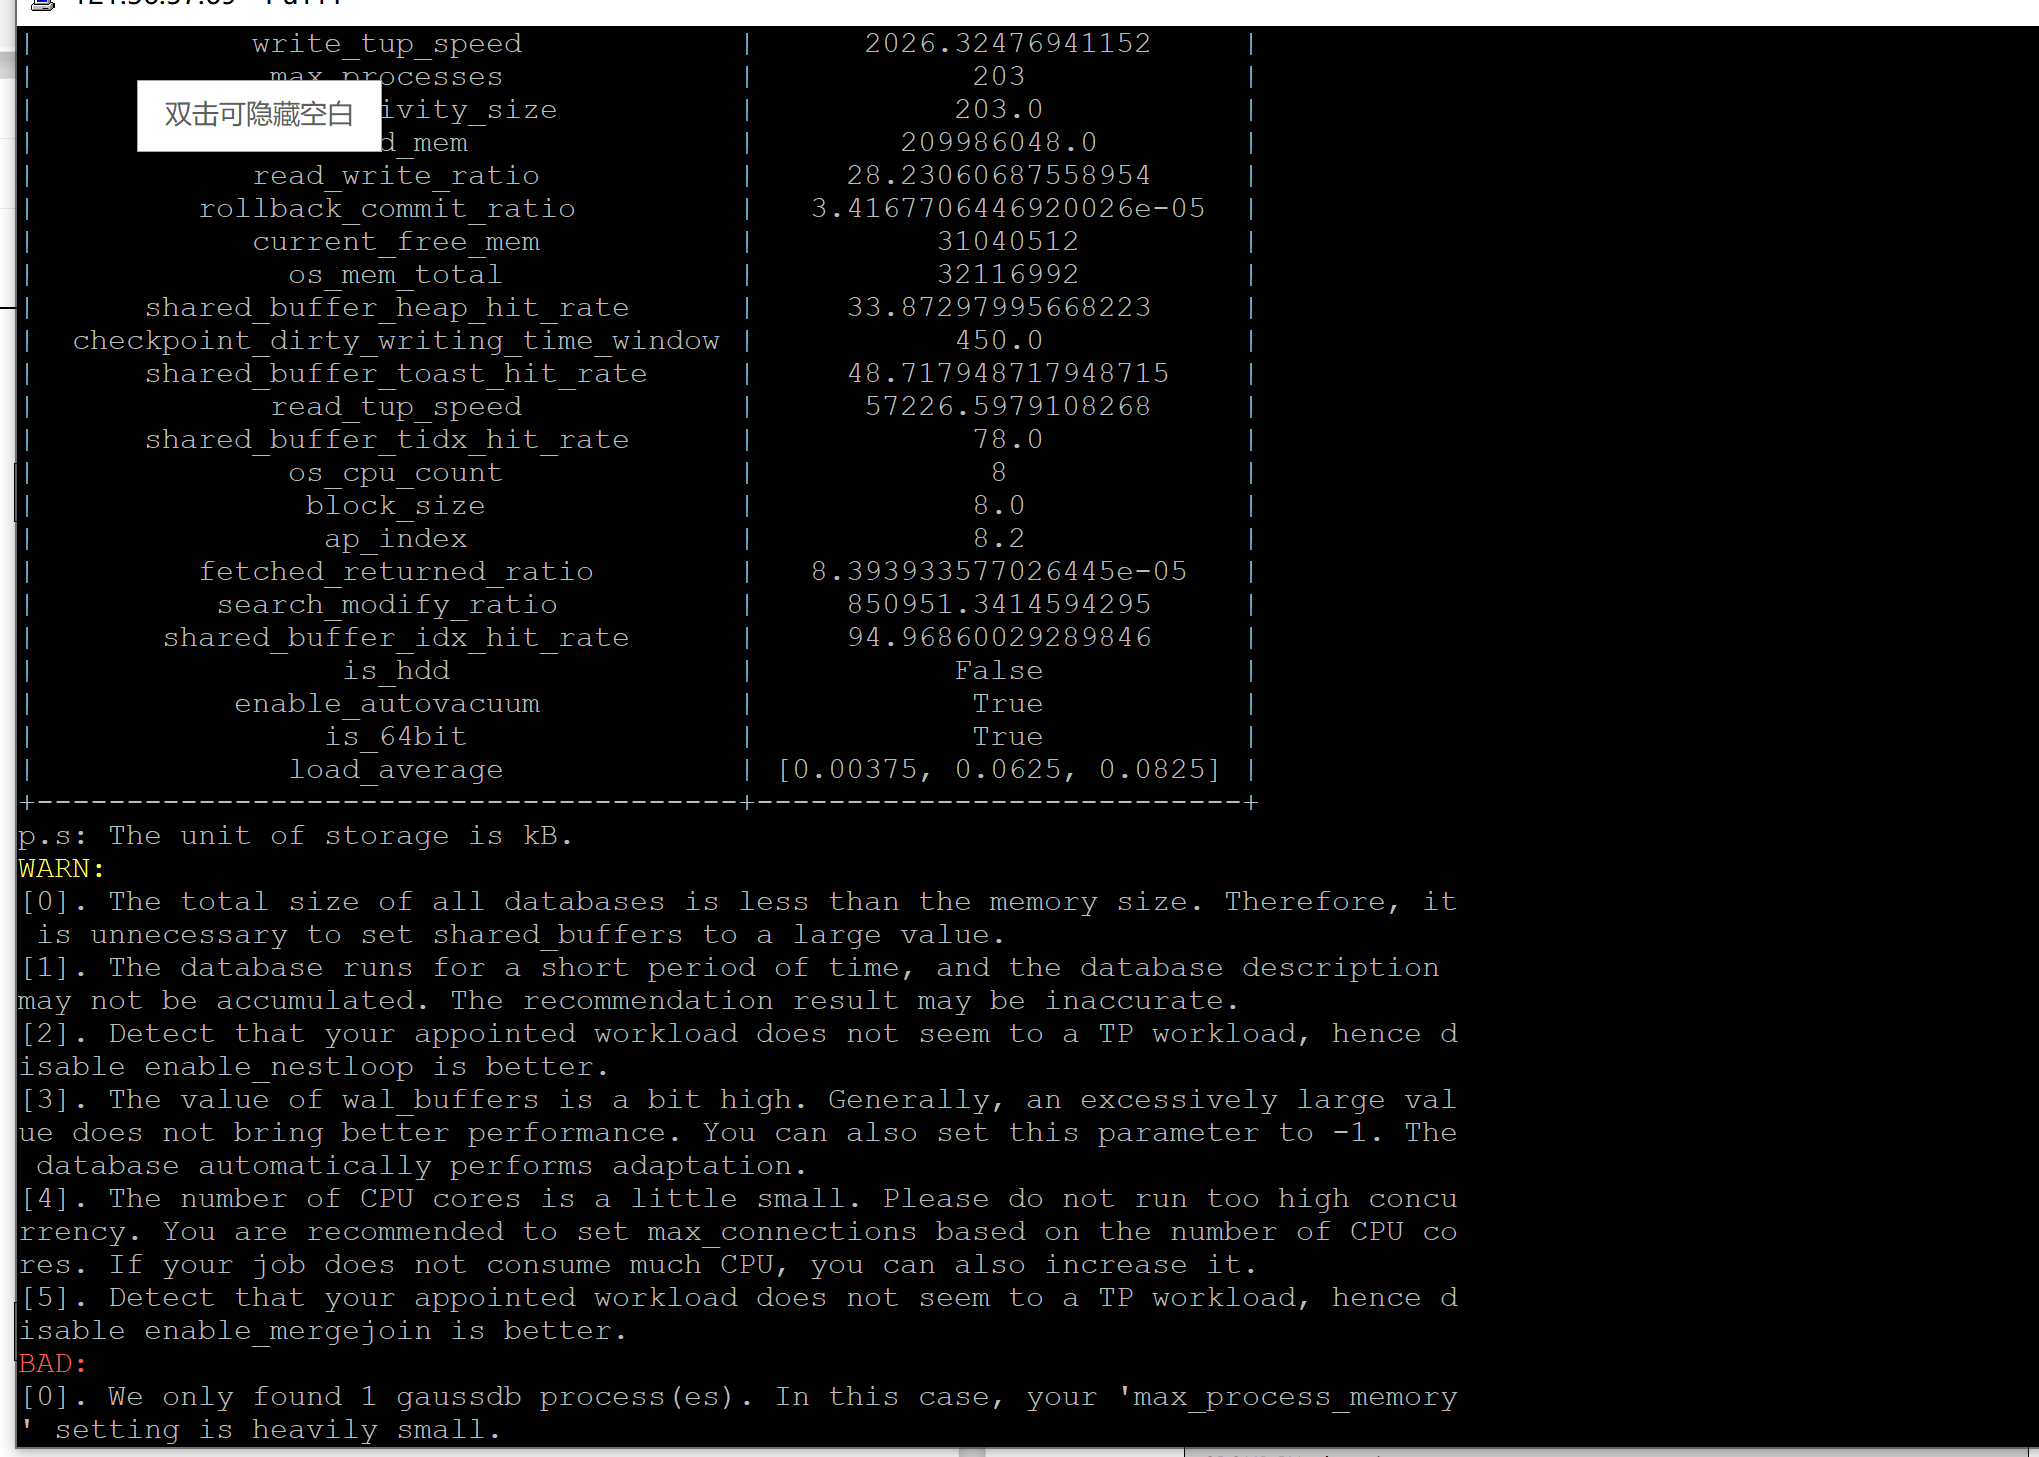 | write_tup_speed | 2026.32476941152 |
| max_processes | 203 |
| ivity_size | 203.0 |
双击可隐藏空白
| d_mem | 209986048.0 |
| read_write_ratio | 28.23060687558954 |
| rollback_commit_ratio | 3.4167706446920026e-05 |
| current_free_mem | 31040512 |
| os_mem_total | 32116992 |
| shared_buffer_heap_hit_rate | 33.87297995668223 |
| checkpoint_dirty_writing_time_window | 450.0 |
| shared_buffer_toast_hit_rate | 48.717948717948715 |
| read_tup_speed | 57226.5979108268 |
| shared_buffer_tidx_hit_rate | 78.0 |
| os_cpu_count | 8 |
| block_size | 8.0 |
| ap_index | 8.2 |
| fetched_returned_ratio | 8.393933577026445e-05 |
| search_modify_ratio | 850951.3414594295 |
| shared_buffer_idx_hit_rate | 94.96860029289846 |
| is_hdd | False |
| enable_autovacuum | True |
| is_64bit | True |
| load_average | [0.00375, 0.0625, 0.0825] |
+---------------------------------------+---------------------------+
p.s: The unit of storage is kB.
WARN:
[0]. The total size of all databases is less than the memory size. Therefore, it
 is unnecessary to set shared_buffers to a large value.
[1]. The database runs for a short period of time, and the database description
may not be accumulated. The recommendation result may be inaccurate.
[2]. Detect that your appointed workload does not seem to a TP workload, hence d
isable enable_nestloop is better.
[3]. The value of wal_buffers is a bit high. Generally, an excessively large val
ue does not bring better performance. You can also set this parameter to -1. The
 database automatically performs adaptation.
[4]. The number of CPU cores is a little small. Please do not run too high concu
rrency. You are recommended to set max_connections based on the number of CPU co
res. If your job does not consume much CPU, you can also increase it.
[5]. Detect that your appointed workload does not seem to a TP workload, hence d
isable enable_mergejoin is better.
BAD:
[0]. We only found 1 gaussdb process(es). In this case, your 'max_process_memory
' setting is heavily small.